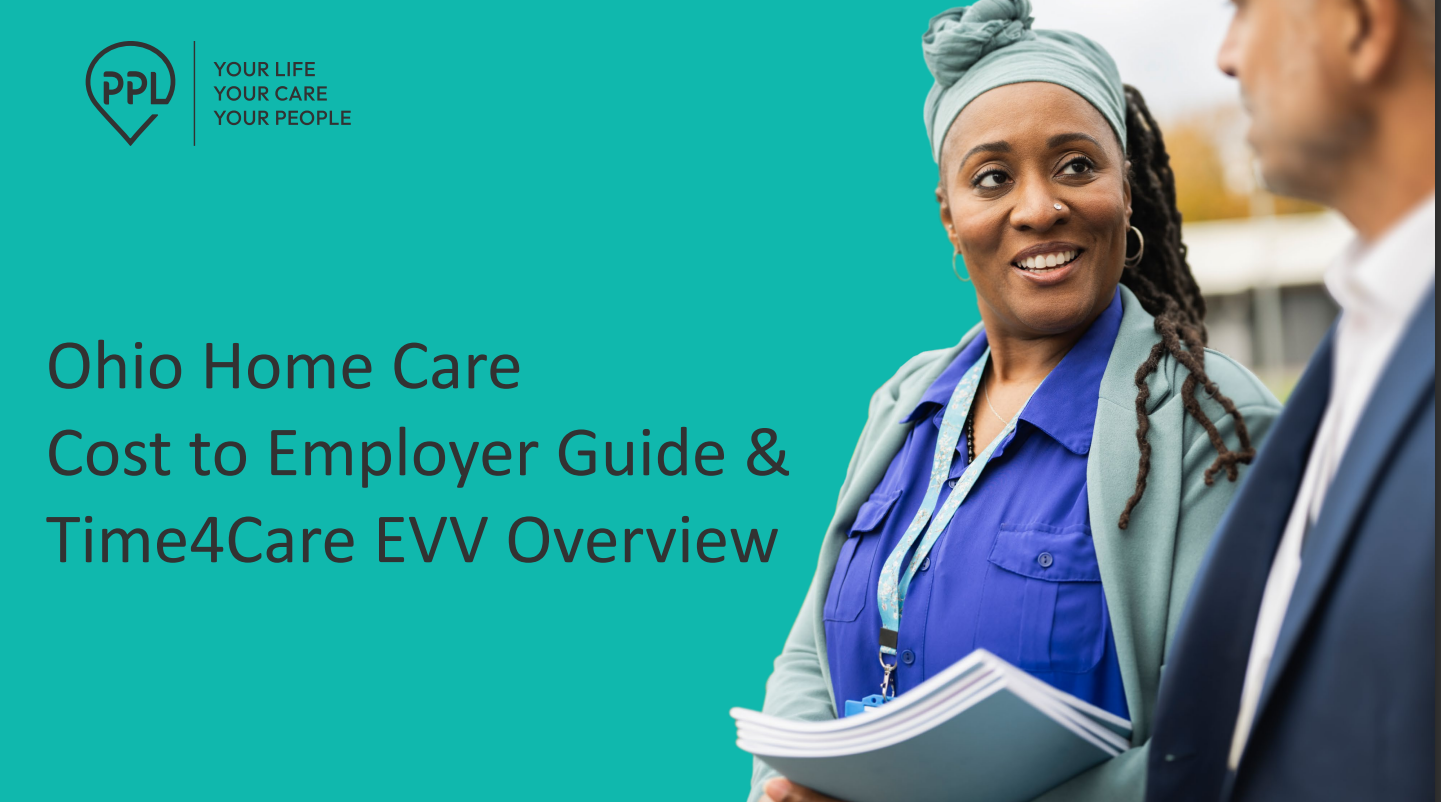 PPL
YOUR LIFE
YOUR CARE
YOUR PEOPLE
Ohio Home Care
Cost to Employer Guide &
Time4Care EVV Overview